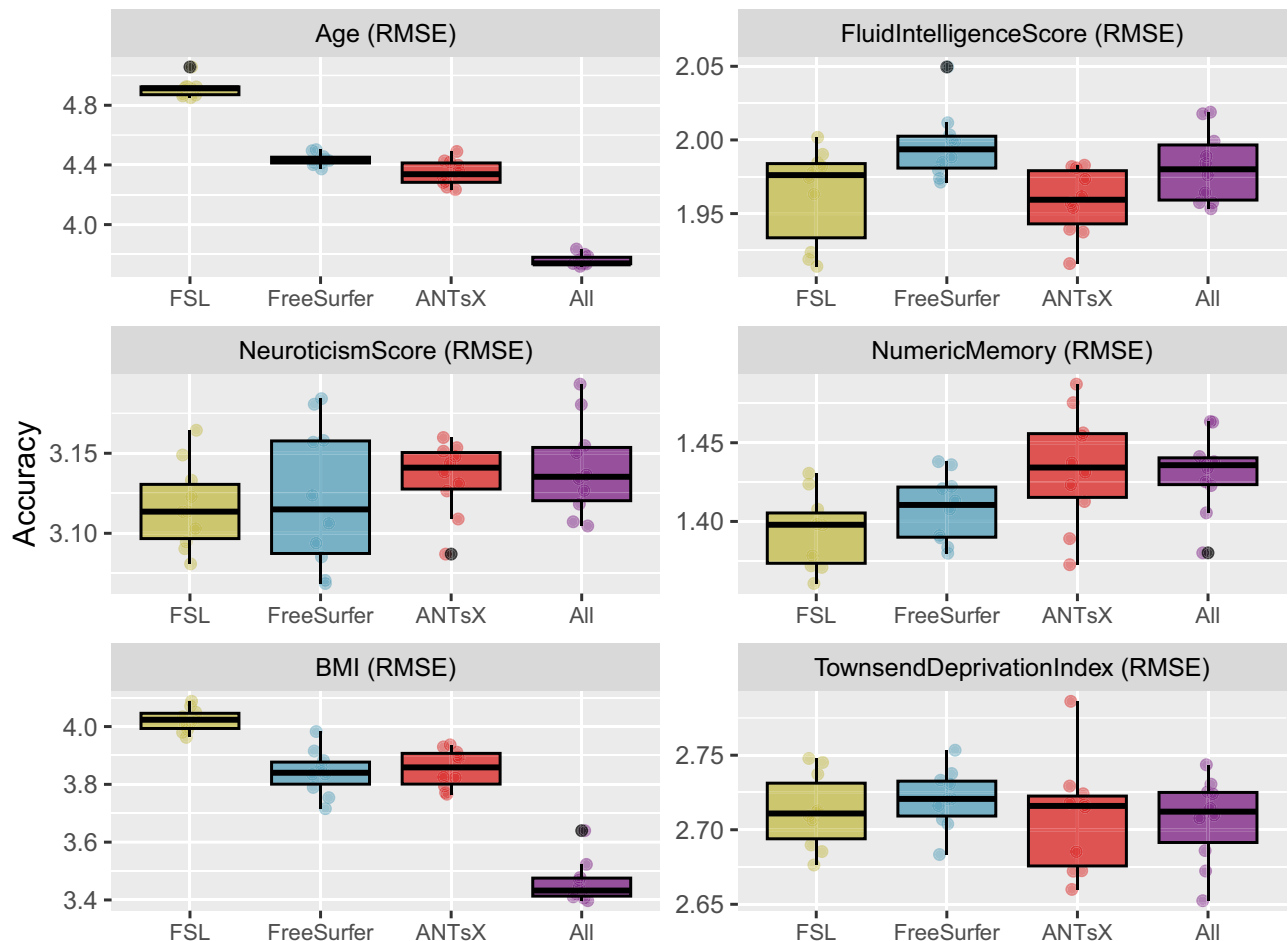 Age (RMSE)
FluidIntelligenceScore (RMSE)
4.8
4.4
4.0
2.05
2.00
1.95
FSL FreeSurfer ANTsX All
FSL FreeSurfer ANTsX All
NeuroticismScore (RMSE)
NumericMemory (RMSE)
Accuracy
3.15
3.10
1.45
1.40
FSL FreeSurfer ANTsX All
FSL FreeSurfer ANTsX All
BMI (RMSE)
TownsendDeprivationIndex (RMSE)
4.0
3.8
3.6
3.4
2.75
2.70
2.65
FSL FreeSurfer ANTsX All
FSL FreeSurfer ANTsX All